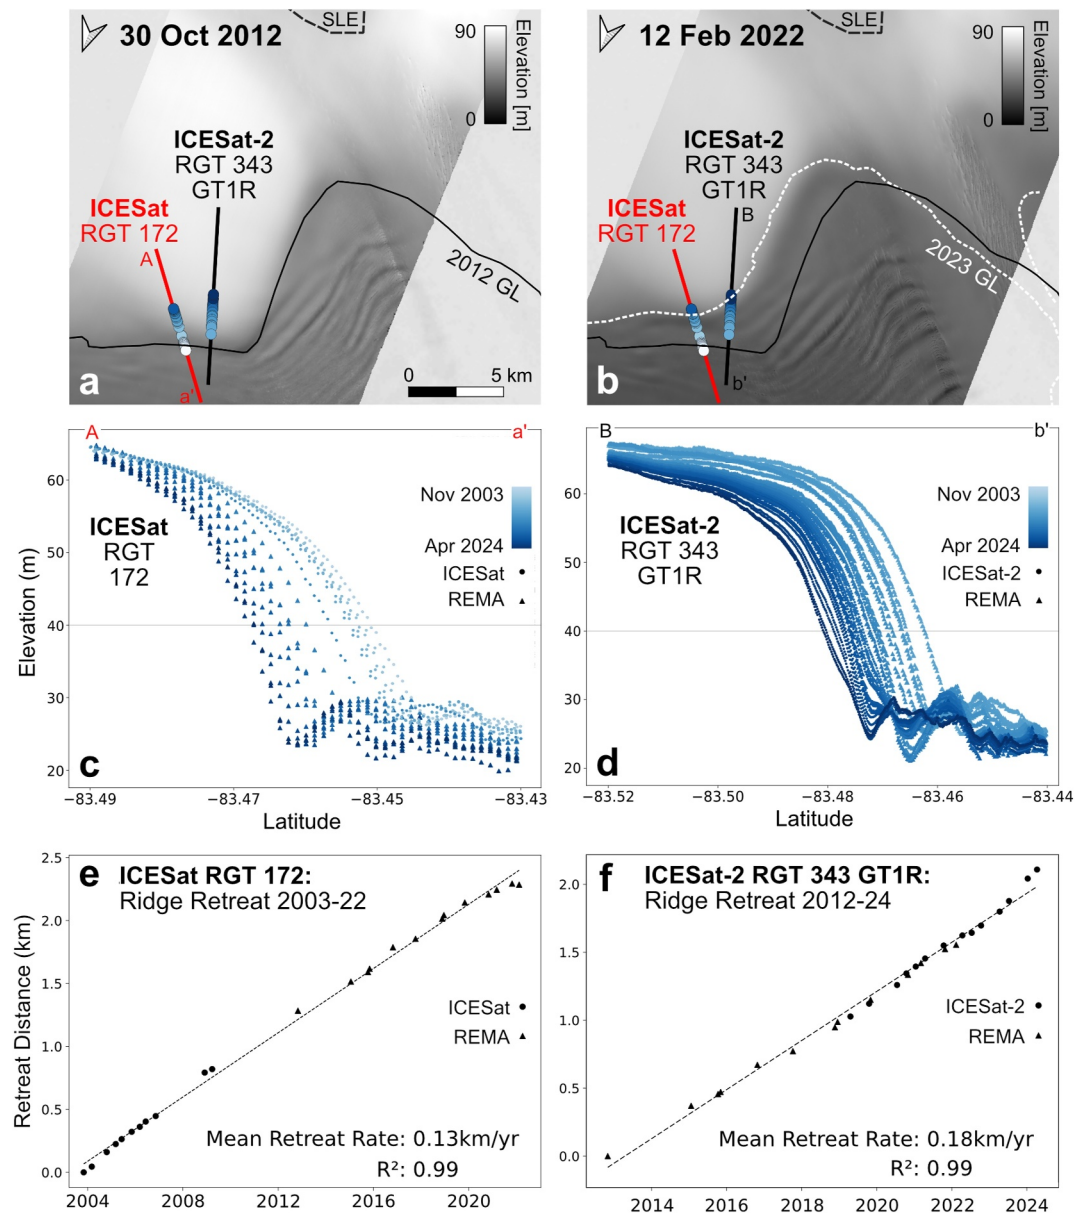 30 Oct 2012
SLE
90
0
Elevation [m]
ICESat-2
RGT 343
GT1R
ICESat
RGT 172
A
a'
2012 GL
0 5 km
a
12 Feb 2022
SLE
90
0
Elevation [m]
ICESat-2
RGT 343
GT1R
B
ICESat
RGT 172
2023 GL
b'
b
A a'
60
50
40
30
20
Elevation (m)
ICESat
RGT
172
Nov 2003
Apr 2024
ICESat
REMA
c
−83.49 −83.47 −83.45 −83.43
Latitude
B b'
60
50
40
30
20
ICESat-2
RGT 343
GT1R
Nov 2003
Apr 2024
ICESat-2
REMA
d
−83.52 −83.50 −83.48 −83.46 −83.44
Latitude
e ICESat RGT 172:
Ridge Retreat 2003-22
2.5
2.0
1.5
1.0
0.5
0.0
Retreat Distance (km)
ICESat
REMA
Mean Retreat Rate: 0.13km/yr
R²: 0.99
2004 2008 2012 2016 2020
f ICESat-2 RGT 343 GT1R:
Ridge Retreat 2012-24
2.0
1.5
1.0
0.5
0.0
ICESat-2
REMA
Mean Retreat Rate: 0.18km/yr
R²: 0.99
2014 2016 2018 2020 2022 2024